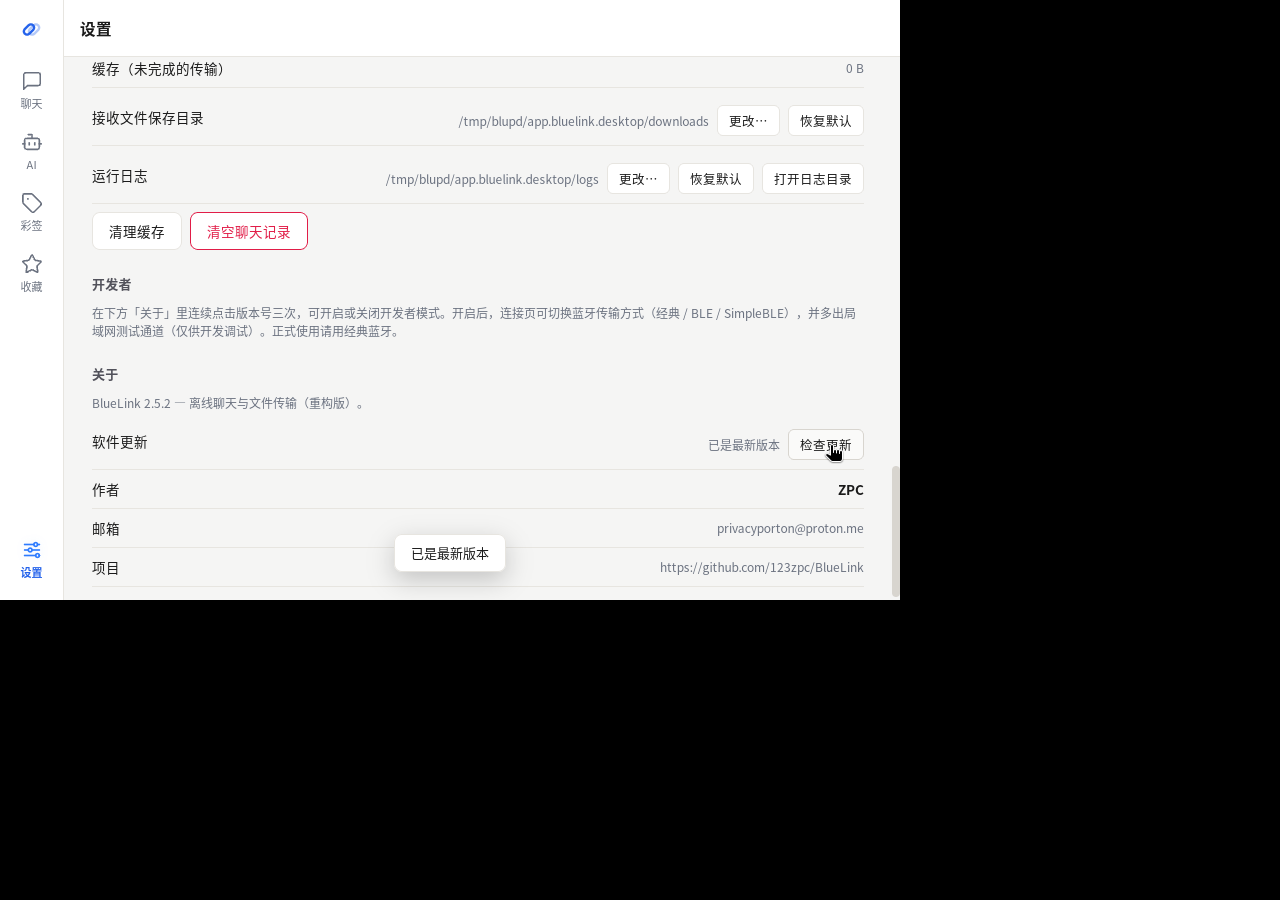 设置
聊天
AI
彩签
收藏
设置
缓存（未完成的传输） 0 B
接收文件保存目录 /tmp/blupd/app.bluelink.desktop/downloads 更改… 恢复默认
运行日志 /tmp/blupd/app.bluelink.desktop/logs 更改… 恢复默认 打开日志目录
清理缓存 清空聊天记录
开发者
在下方「关于」里连续点击版本号三次，可开启或关闭开发者模式。开启后，连接页可切换蓝牙传输方式（经典 / BLE / SimpleBLE），并多出局
域网测试通道（仅供开发调试）。正式使用请用经典蓝牙。
关于
BlueLink 2.5.2 — 离线聊天与文件传输（重构版）。
软件更新 已是最新版本 检查更新
作者 ZPC
邮箱 privacyporton@proton.me
已是最新版本
项目 https://github.com/123zpc/BlueLink